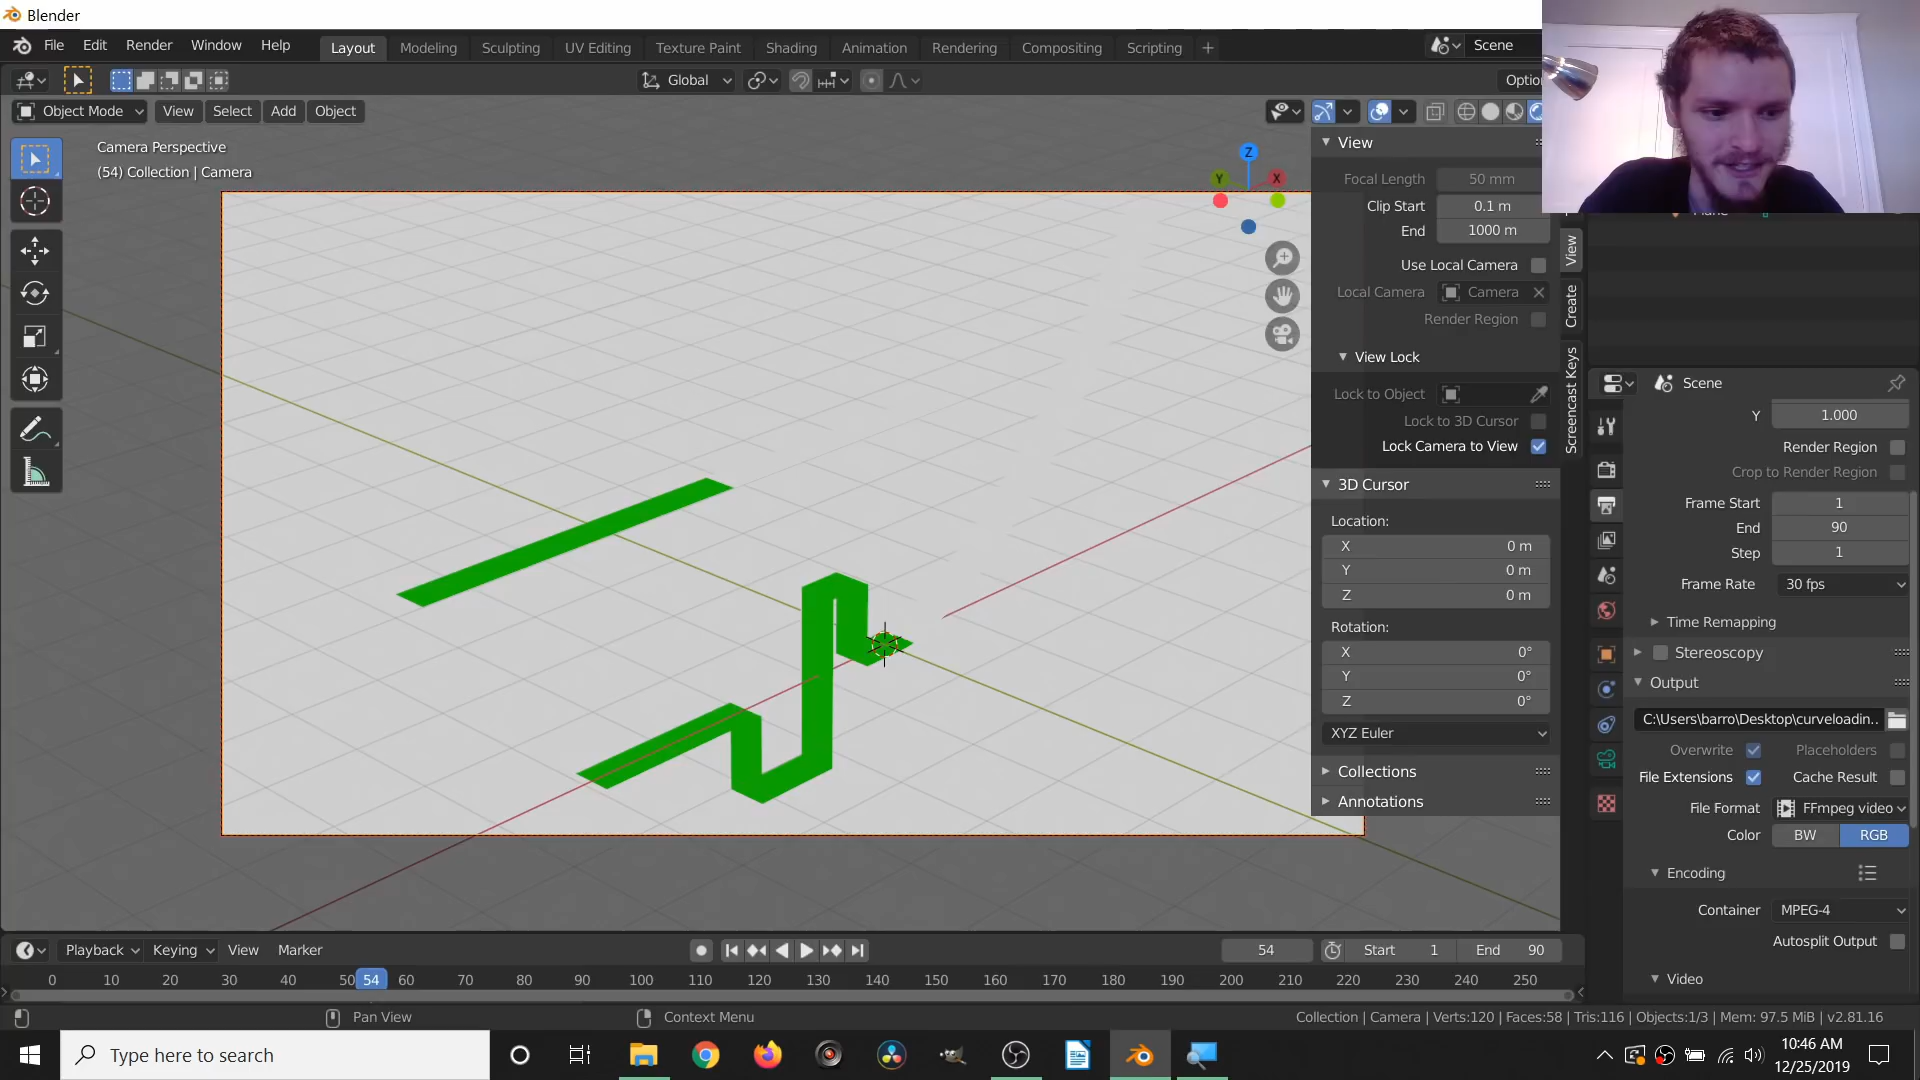 Blender
File Edit Render Window Help Layout Modeling Sculpting UV Editing Texture Paint Shading Animation Rendering Compositing Scripting + Scene
Global Optio
Object Mode View Select Add Object
Camera Perspective
(54) Collection | Camera
Z
Y X
View
Focal Length 50 mm
Clip Start 0.1 m
End 1000 m
Use Local Camera
Local Camera Camera
Render Region
View Lock
Lock to Object
Lock to 3D Cursor
Lock Camera to View
3D Cursor
Location:
X 0 m
Y 0 m
Z 0 m
Rotation:
X 0°
Y 0°
Z 0°
XYZ Euler
Collections
Annotations
View
Create
Screencast Keys
Plane
Scene
Y 1.000
Render Region
Crop to Render Region
Frame Start 1
End 90
Step 1
Frame Rate 30 fps
Time Remapping
Stereoscopy
Output
C:\Users\barro\Desktop\curveloadin..
Overwrite Placeholders
File Extensions Cache Result
File Format FFmpeg video
Color BW RGB
Encoding
Container MPEG-4
Autosplit Output
Video
Playback Keying View Marker 54 Start 1 End 90
0 10 20 30 40 50 54 60 70 80 90 100 110 120 130 140 150 160 170 180 190 200 210 220 230 240 250
Pan View Context Menu Collection | Camera | Verts:120 | Faces:58 | Tris:116 | Objects:1/3 | Mem: 97.5 MiB | v2.81.16
Type here to search
10:46 AM
12/25/2019